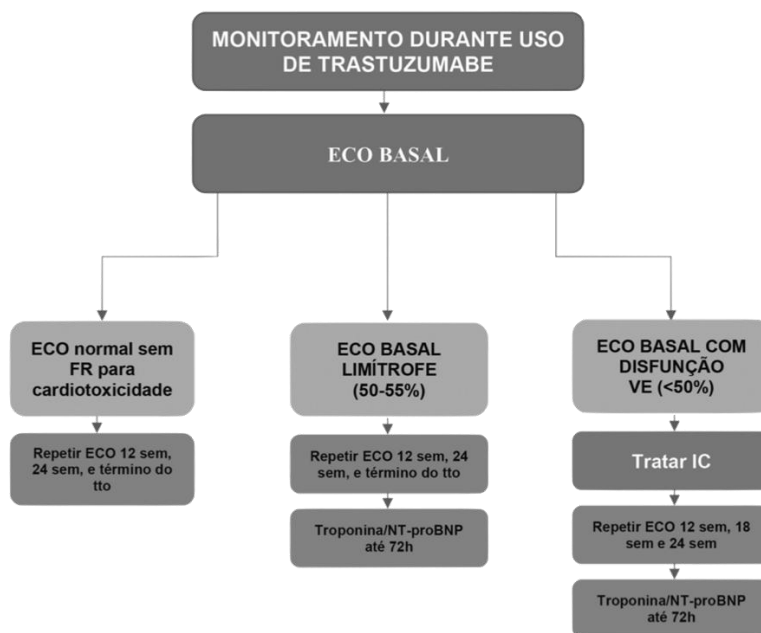 MONITORAMENTO DURANTE USO
DE TRASTUZUMABE
ECO BASAL
ECO normal sem
FR para
cardiotoxicidade
Repetir ECO 12 sem,
24 sem, e término do
tto
ECO BASAL
LIMÍTROFE
(50-55%)
Repetir ECO 12 sem, 24
sem, e término do tto
Troponina/NT-proBNP
até 72h
ECO BASAL COM
DISFUNÇÃO
VE (<50%)
Tratar IC
Repetir ECO 12 sem, 18
sem e 24 sem
Troponina/NT-proBNP
até 72h